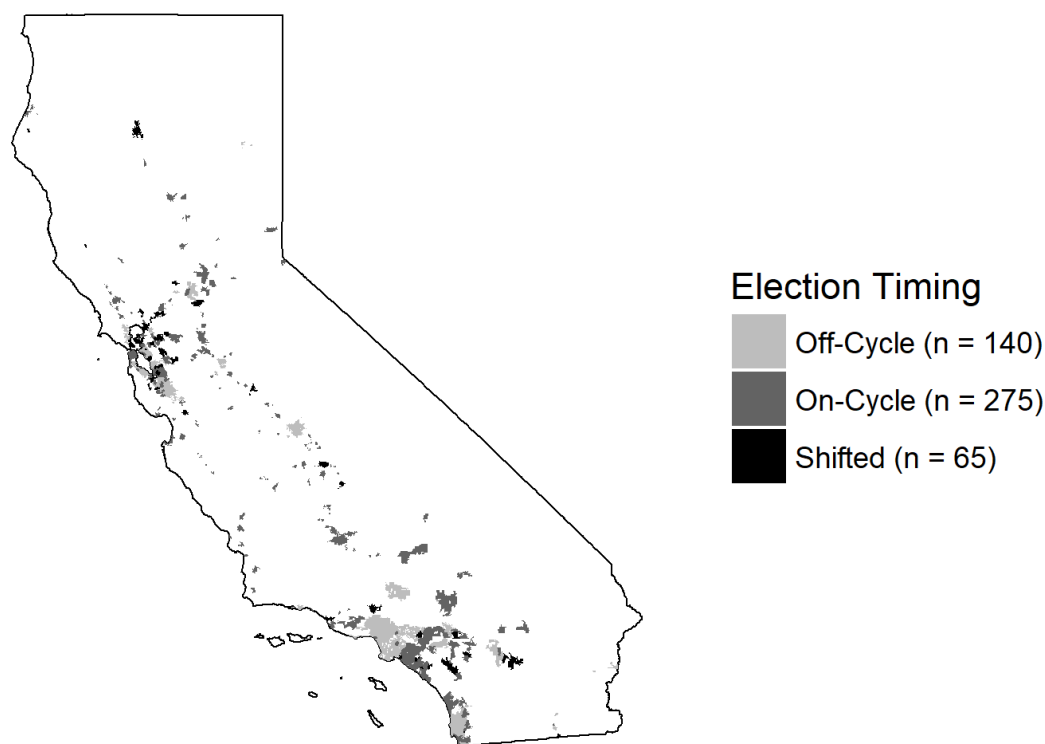 Election Timing
Off-Cycle (n = 140)
On-Cycle (n = 275)
Shifted (n = 65)